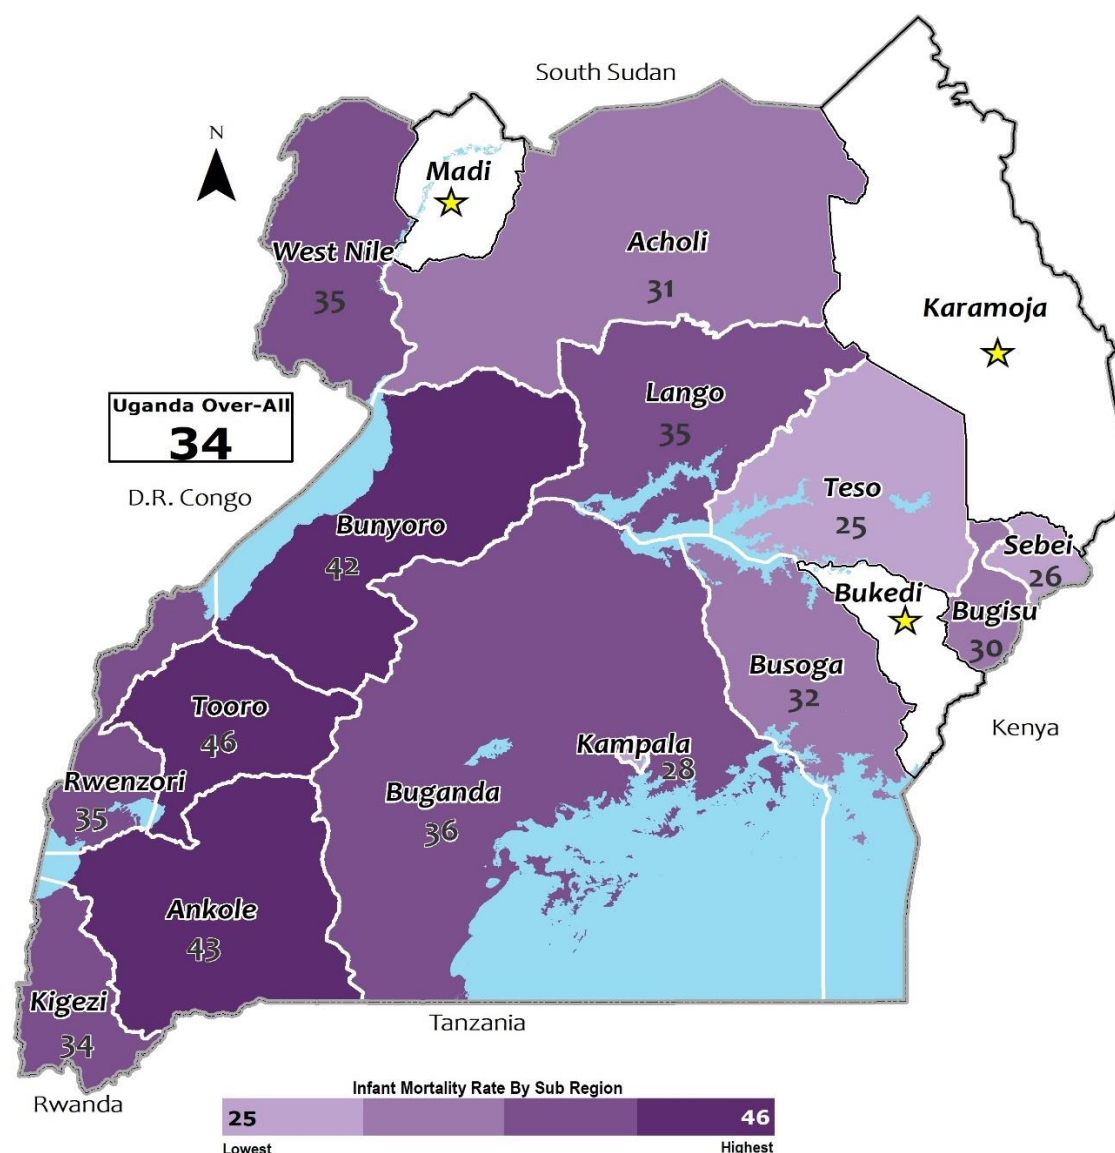 South Sudan
N
Madi
West Nile
35
Acholi
31
Karamoja
Uganda Over-All
34
Lango
35
D.R. Congo
Teso
25
Bunyoro
42
Sebei
26
Bukedi
Bugisu
30
Busoga
32
Kenya
Tooro
46
Kampala
28
Rwenzori
35
Buganda
36
Ankole
43
Kigezi
34
Tanzania
Rwanda
Infant Mortality Rate By Sub Region
25 46
Lowest Highest